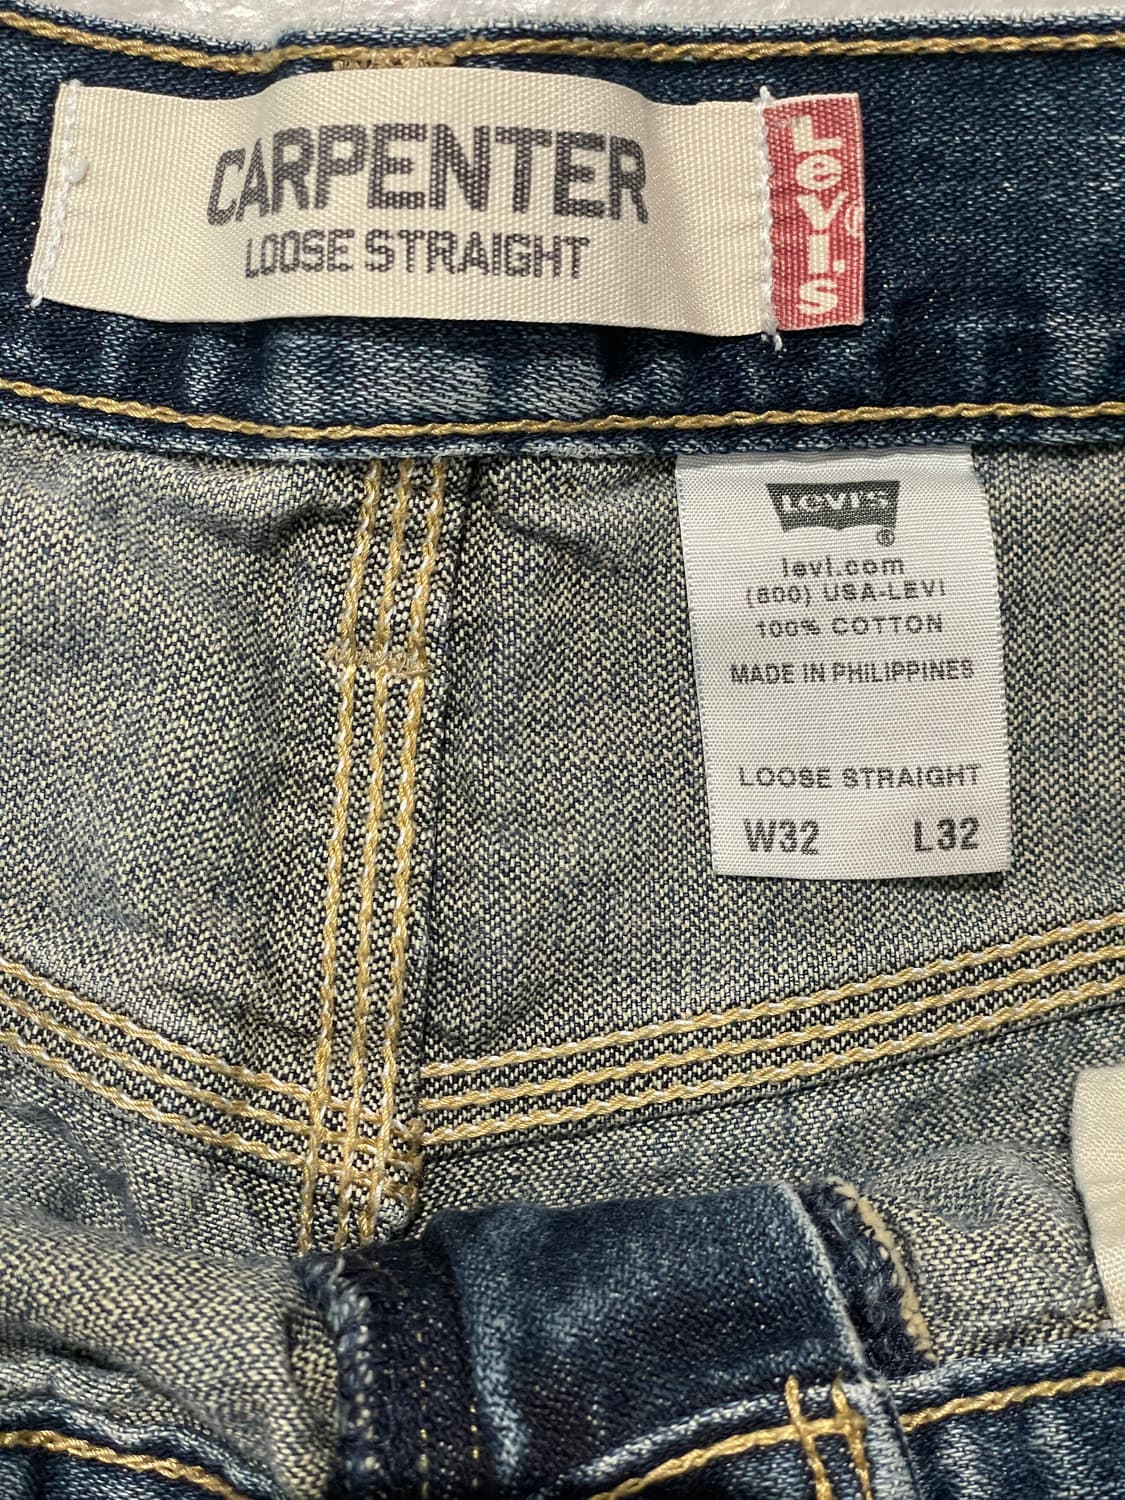 CARPENTER
LOOSE STRAIGHT
Levi's
LEVI'S
®
levi.com
(800) USA-LEVI
100% COTTON
MADE IN PHILIPPINES
LOOSE STRAIGHT
W32 L32